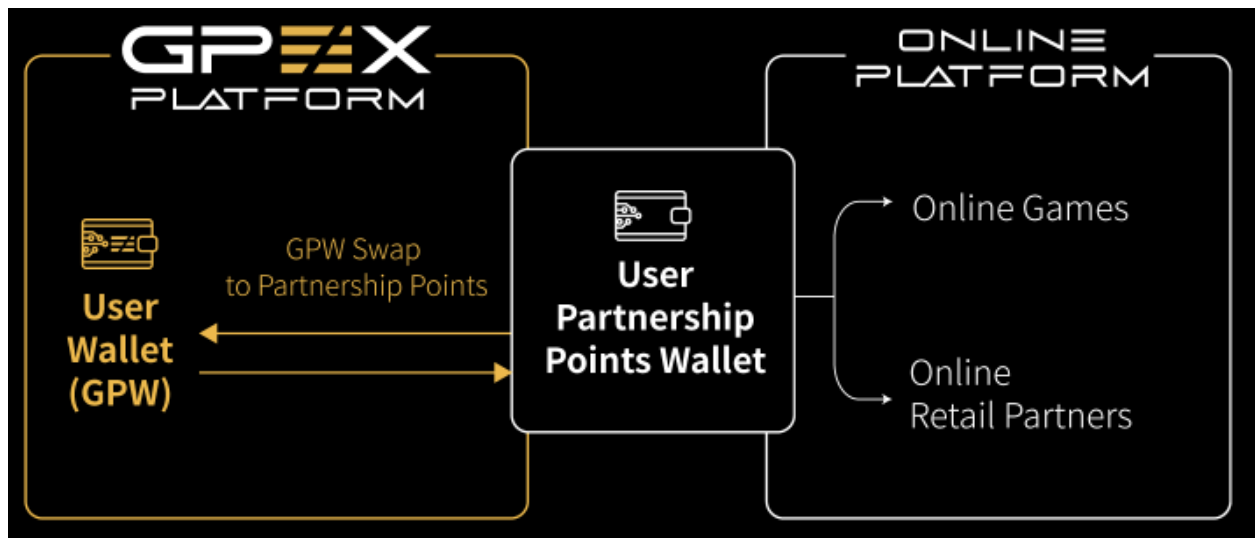 GPEX
PLATFORM
ONLINE
PLATFORM
User
Wallet
(GPW)
GPW Swap
to Partnership Points
User
Partnership
Points Wallet
Online Games
Online
Retail Partners